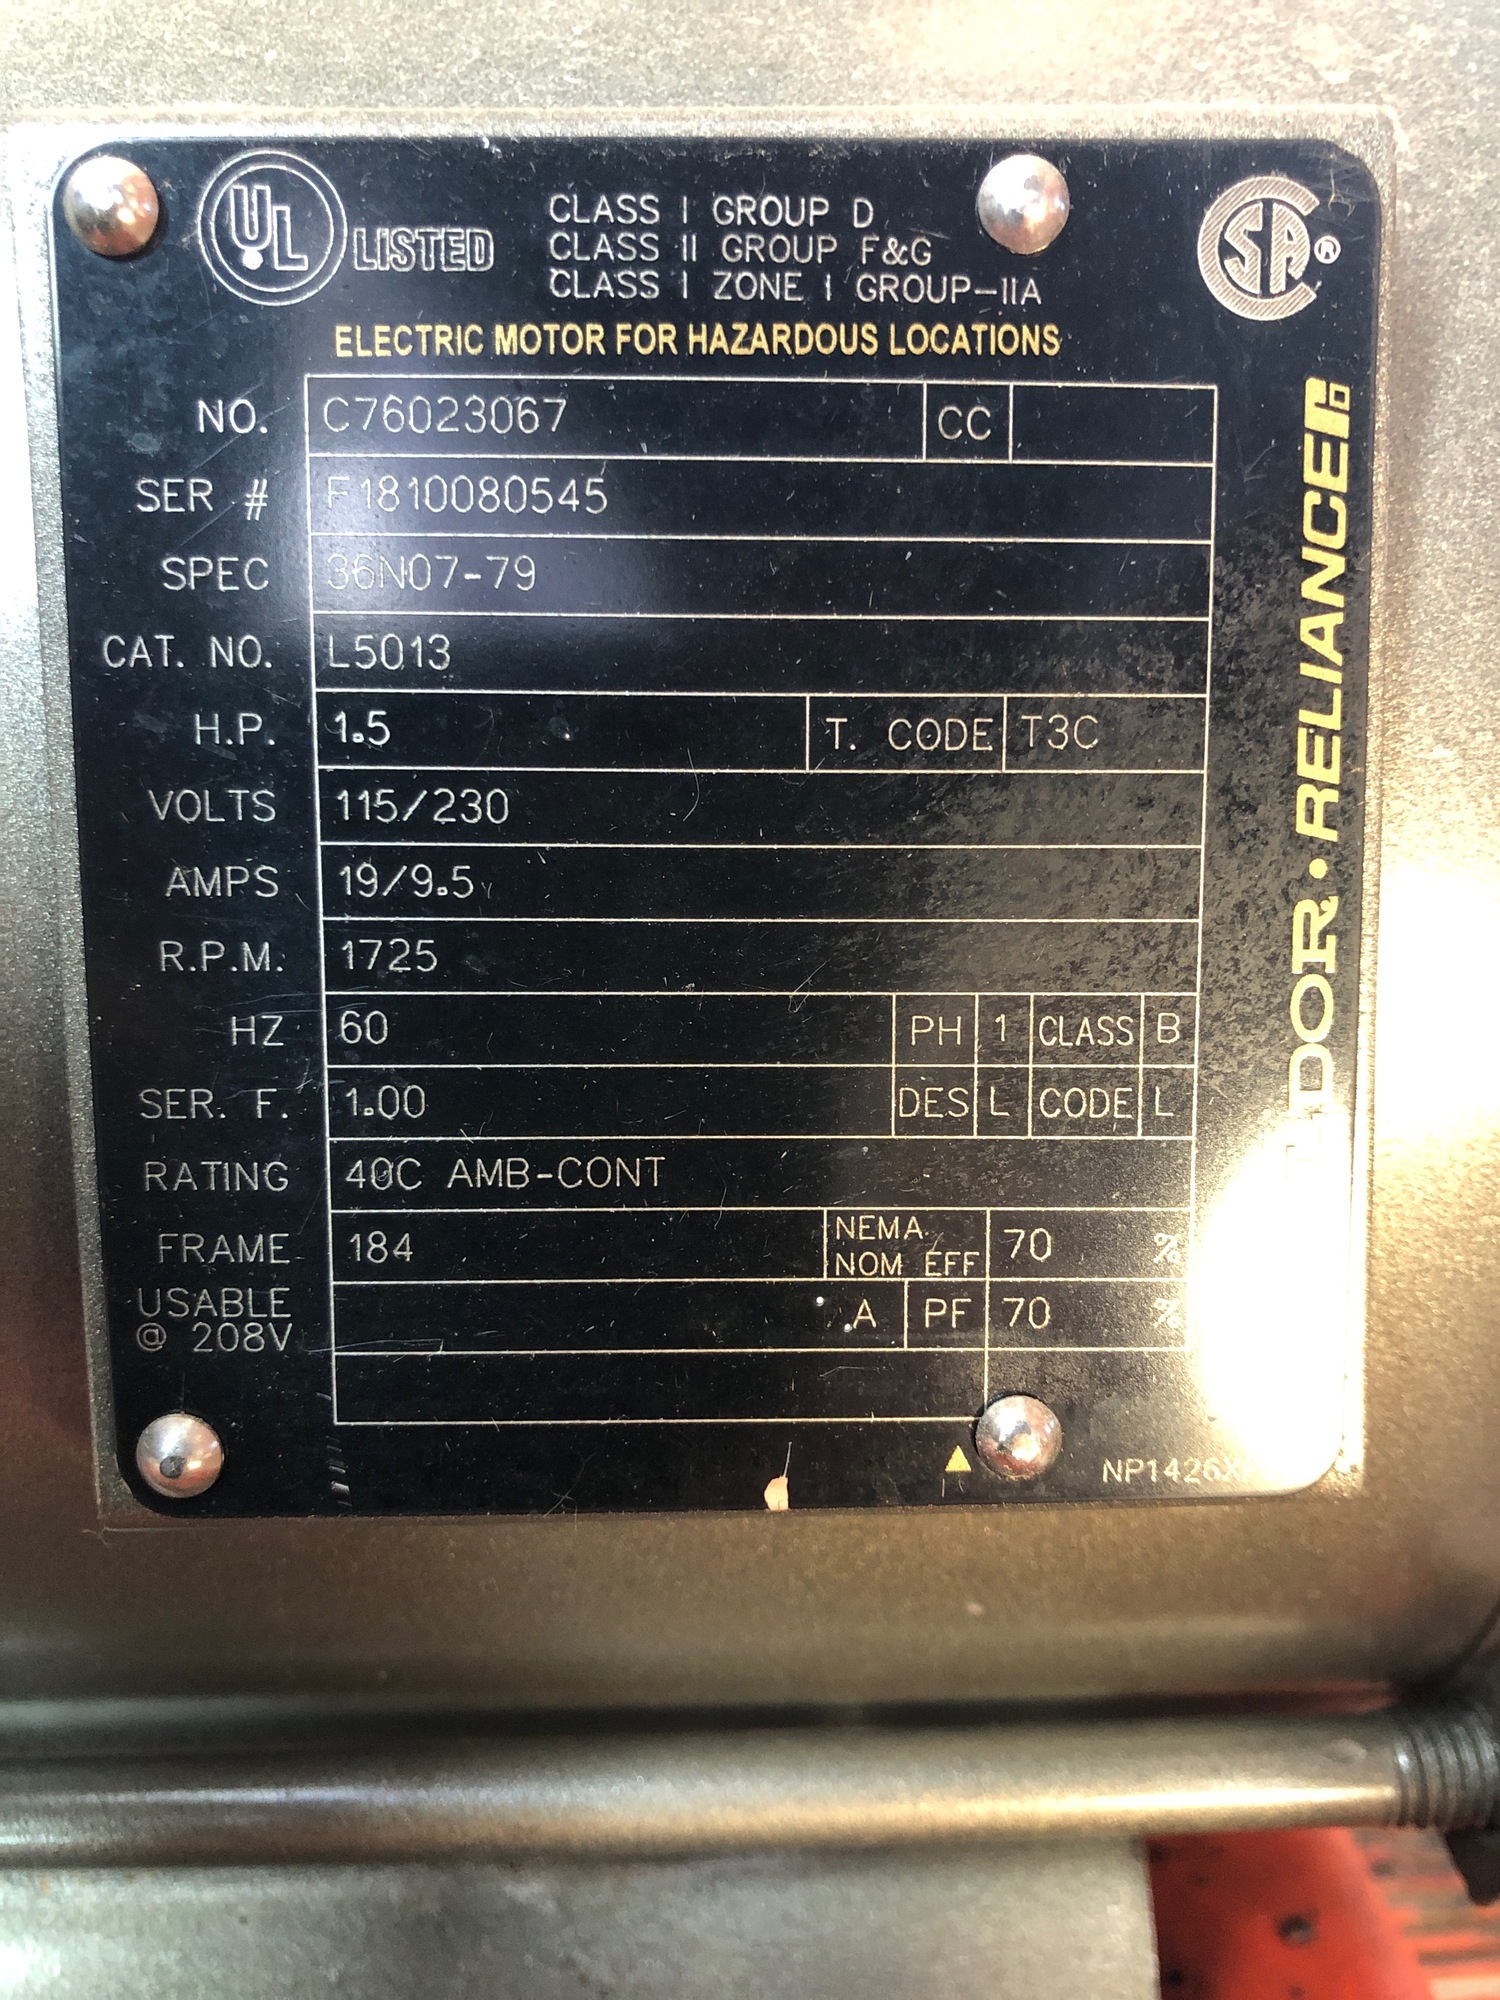 UL LISTED
CLASS I GROUP D
CLASS II GROUP F&G
CLASS I ZONE I GROUP-IIA
SA ®
ELECTRIC MOTOR FOR HAZARDOUS LOCATIONS
NO. C76023067 CC
SER # F1810080545
SPEC 36N07-79
CAT. NO. L5013
H.P. 1.5 T. CODE T3C
VOLTS 115/230
AMPS 19/9.5
R.P.M. 1725
HZ 60 PH 1 CLASS B
SER. F. 1.00 DES L CODE L
RATING 40C AMB-CONT
FRAME 184 NEMA NOM EFF 70 %
USABLE @ 208V A PF 70 %
DOR • RELIANCE